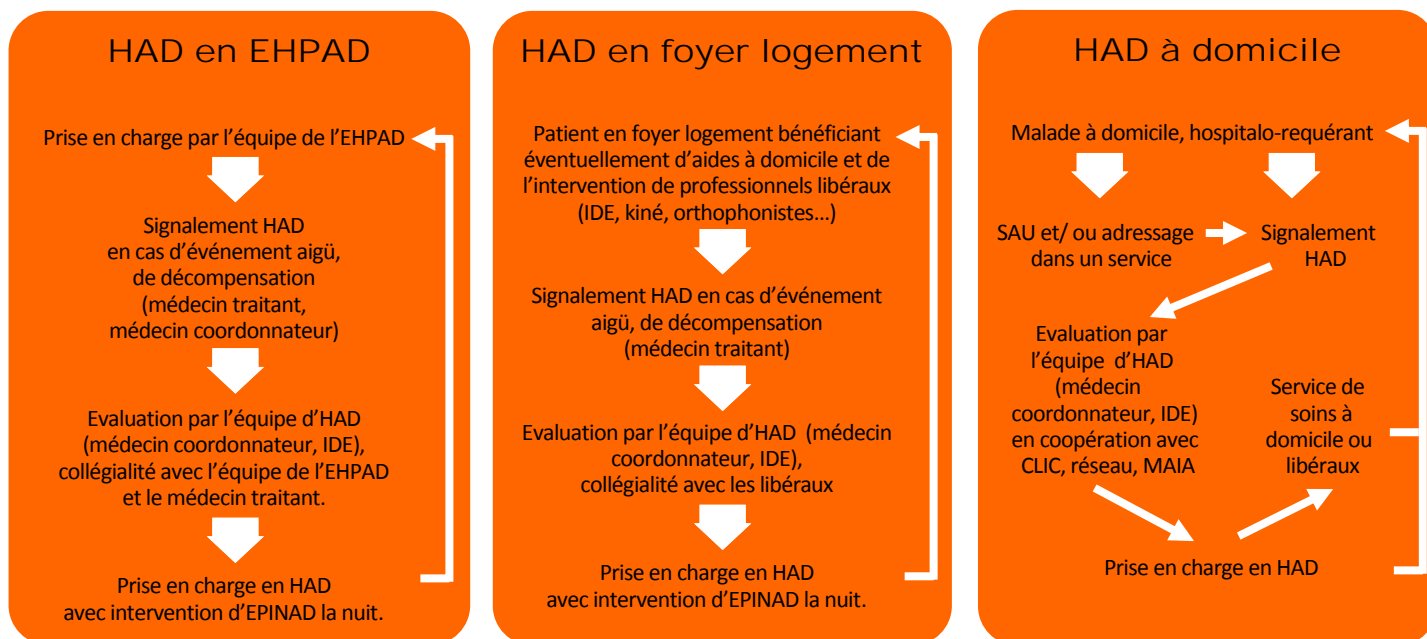 HAD en EHPAD
Prise en charge par l'équipe de l'EHPAD
Signalement HAD
en cas d'événement aigü,
de décompensation
(médecin traitant,
médecin coordonnateur)
Evaluation par l'équipe d'HAD
(médecin coordonnateur, IDE),
collégialité avec l'équipe de l'EHPAD
et le médecin traitant.
Prise en charge en HAD
avec intervention d'EPINAD la nuit.
HAD en foyer logement
Patient en foyer logement bénéficiant
éventuellement d'aides à domicile et de
l'intervention de professionnels libéraux
(IDE, kiné, orthophonistes…)
Signalement HAD en cas d'événement
aigü, de décompensation
(médecin traitant)
Evaluation par l'équipe d'HAD (médecin
coordonnateur, IDE),
collégialité avec les libéraux
Prise en charge en HAD
avec intervention d'EPINAD la nuit.
HAD à domicile
Malade à domicile, hospitalo-requérant
SAU et/ ou adressage
dans un service
Signalement
HAD
Evaluation par
l'équipe d'HAD
(médecin
coordonnateur, IDE)
en coopération avec
CLIC, réseau, MAIA
Service de
soins à
domicile ou
libéraux
Prise en charge en HAD